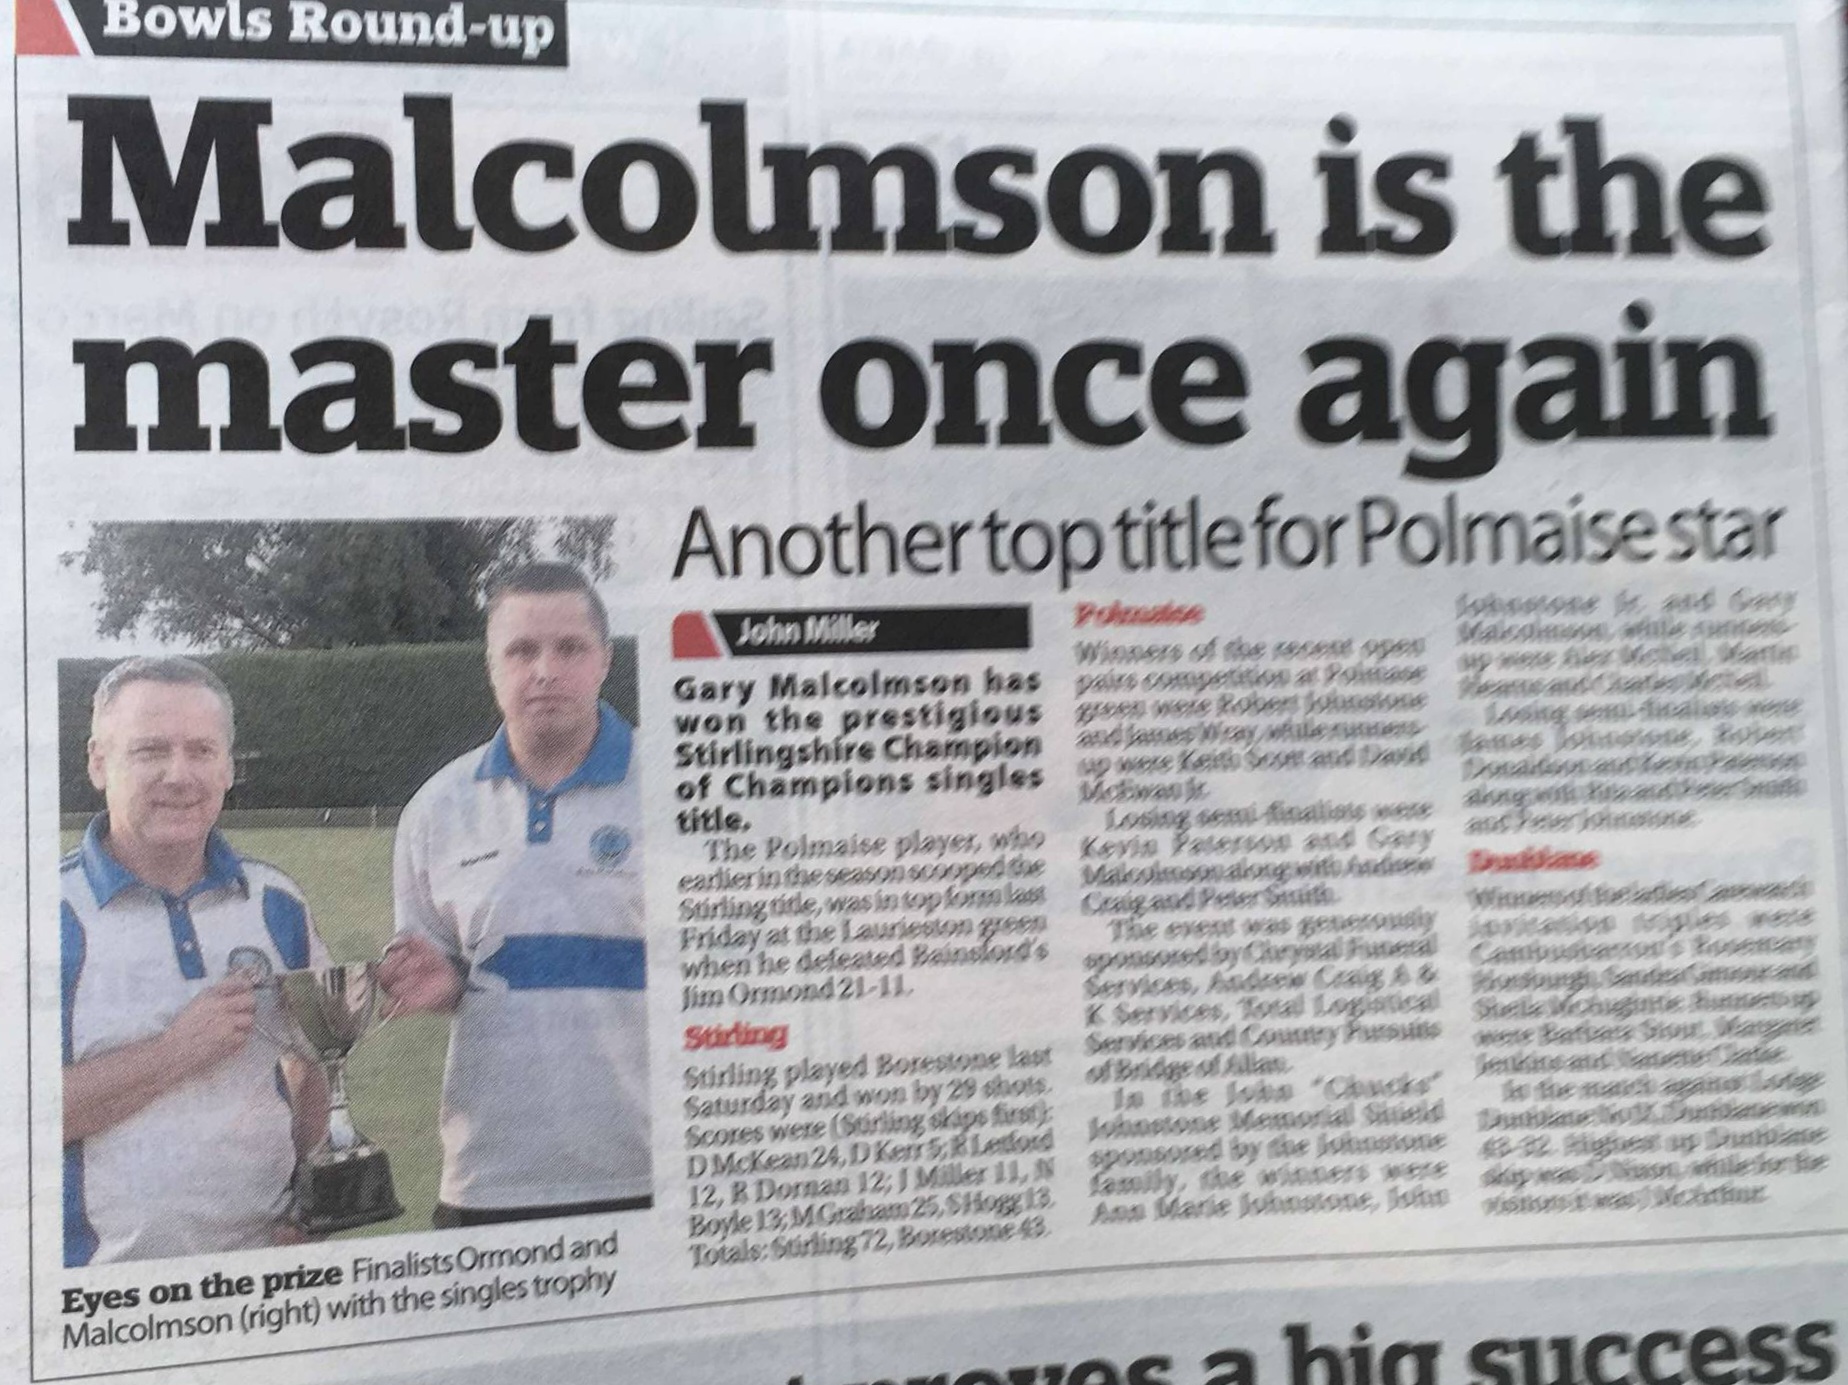 Bowls Round-up
Malcolmson is the
master once again
Another top title for Polmaise star
John Miller
Gary Malcolmson has
won the prestigious
Stirlingshire Champion
of Champions singles
title.
The Polmaise player, who
earlier in the season scooped the
Stirling title, was in top form last
Friday at the Laurieston green
when he defeated Bainsford's
Jim Ormond 21-11.
Stirling
Stirling played Borestone last
Saturday and won by 29 shots.
Scores were (Stirling skips first):
D McKean 24, D Kerr 5; R Ledford
12, R Dornan 12; J Miller 11, N
Boyle 13; M Graham 25, S Hogg 13.
Totals: Stirling 72, Borestone 43.
Polmaise
Winners of the recent open
pairs competition at Polmaise
green were Robert Johnstone
and James Wray, while runners-
up were Keith Scott and David
McEwan Jr.
Losing semi-finalists were
Kevin Paterson and Gary
Malcolmson along with Andrew
Craig and Peter Smith.
The event was generously
sponsored by Chrystal Funeral
Services, Andrew Craig A &
K Services, Total Logistical
Services and Country Pursuits
of Bridge of Allan.
In the John "Chucks"
Johnstone Memorial Shield
sponsored by the Johnstone
family, the winners were
Ann Marie Johnstone, John
Johnstone Jr. and Gary
Malcolmson, while runners-
up were Alex McNeil, Martin
and Charles McNeil.
Losing semi-finalists were
James Johnstone, Robert
Donaldson and Kevin Paterson
along with and Peter Smith
and Peter Johnstone.
Dunblane
Winners of the ladies'
invitation triples were
Cambusbarron's Rosemary
Sandra and
Sheila Runners-up
were Barbara Margaret
Jenkins and
In the match against Lodge
Dunblane Dunblane won
43-32. Highest up Dunblane
skip was D while for the
visitors it was J McArthur.
Eyes on the prize Finalists Ormond and
Malcolmson (right) with the singles trophy
proves a big success